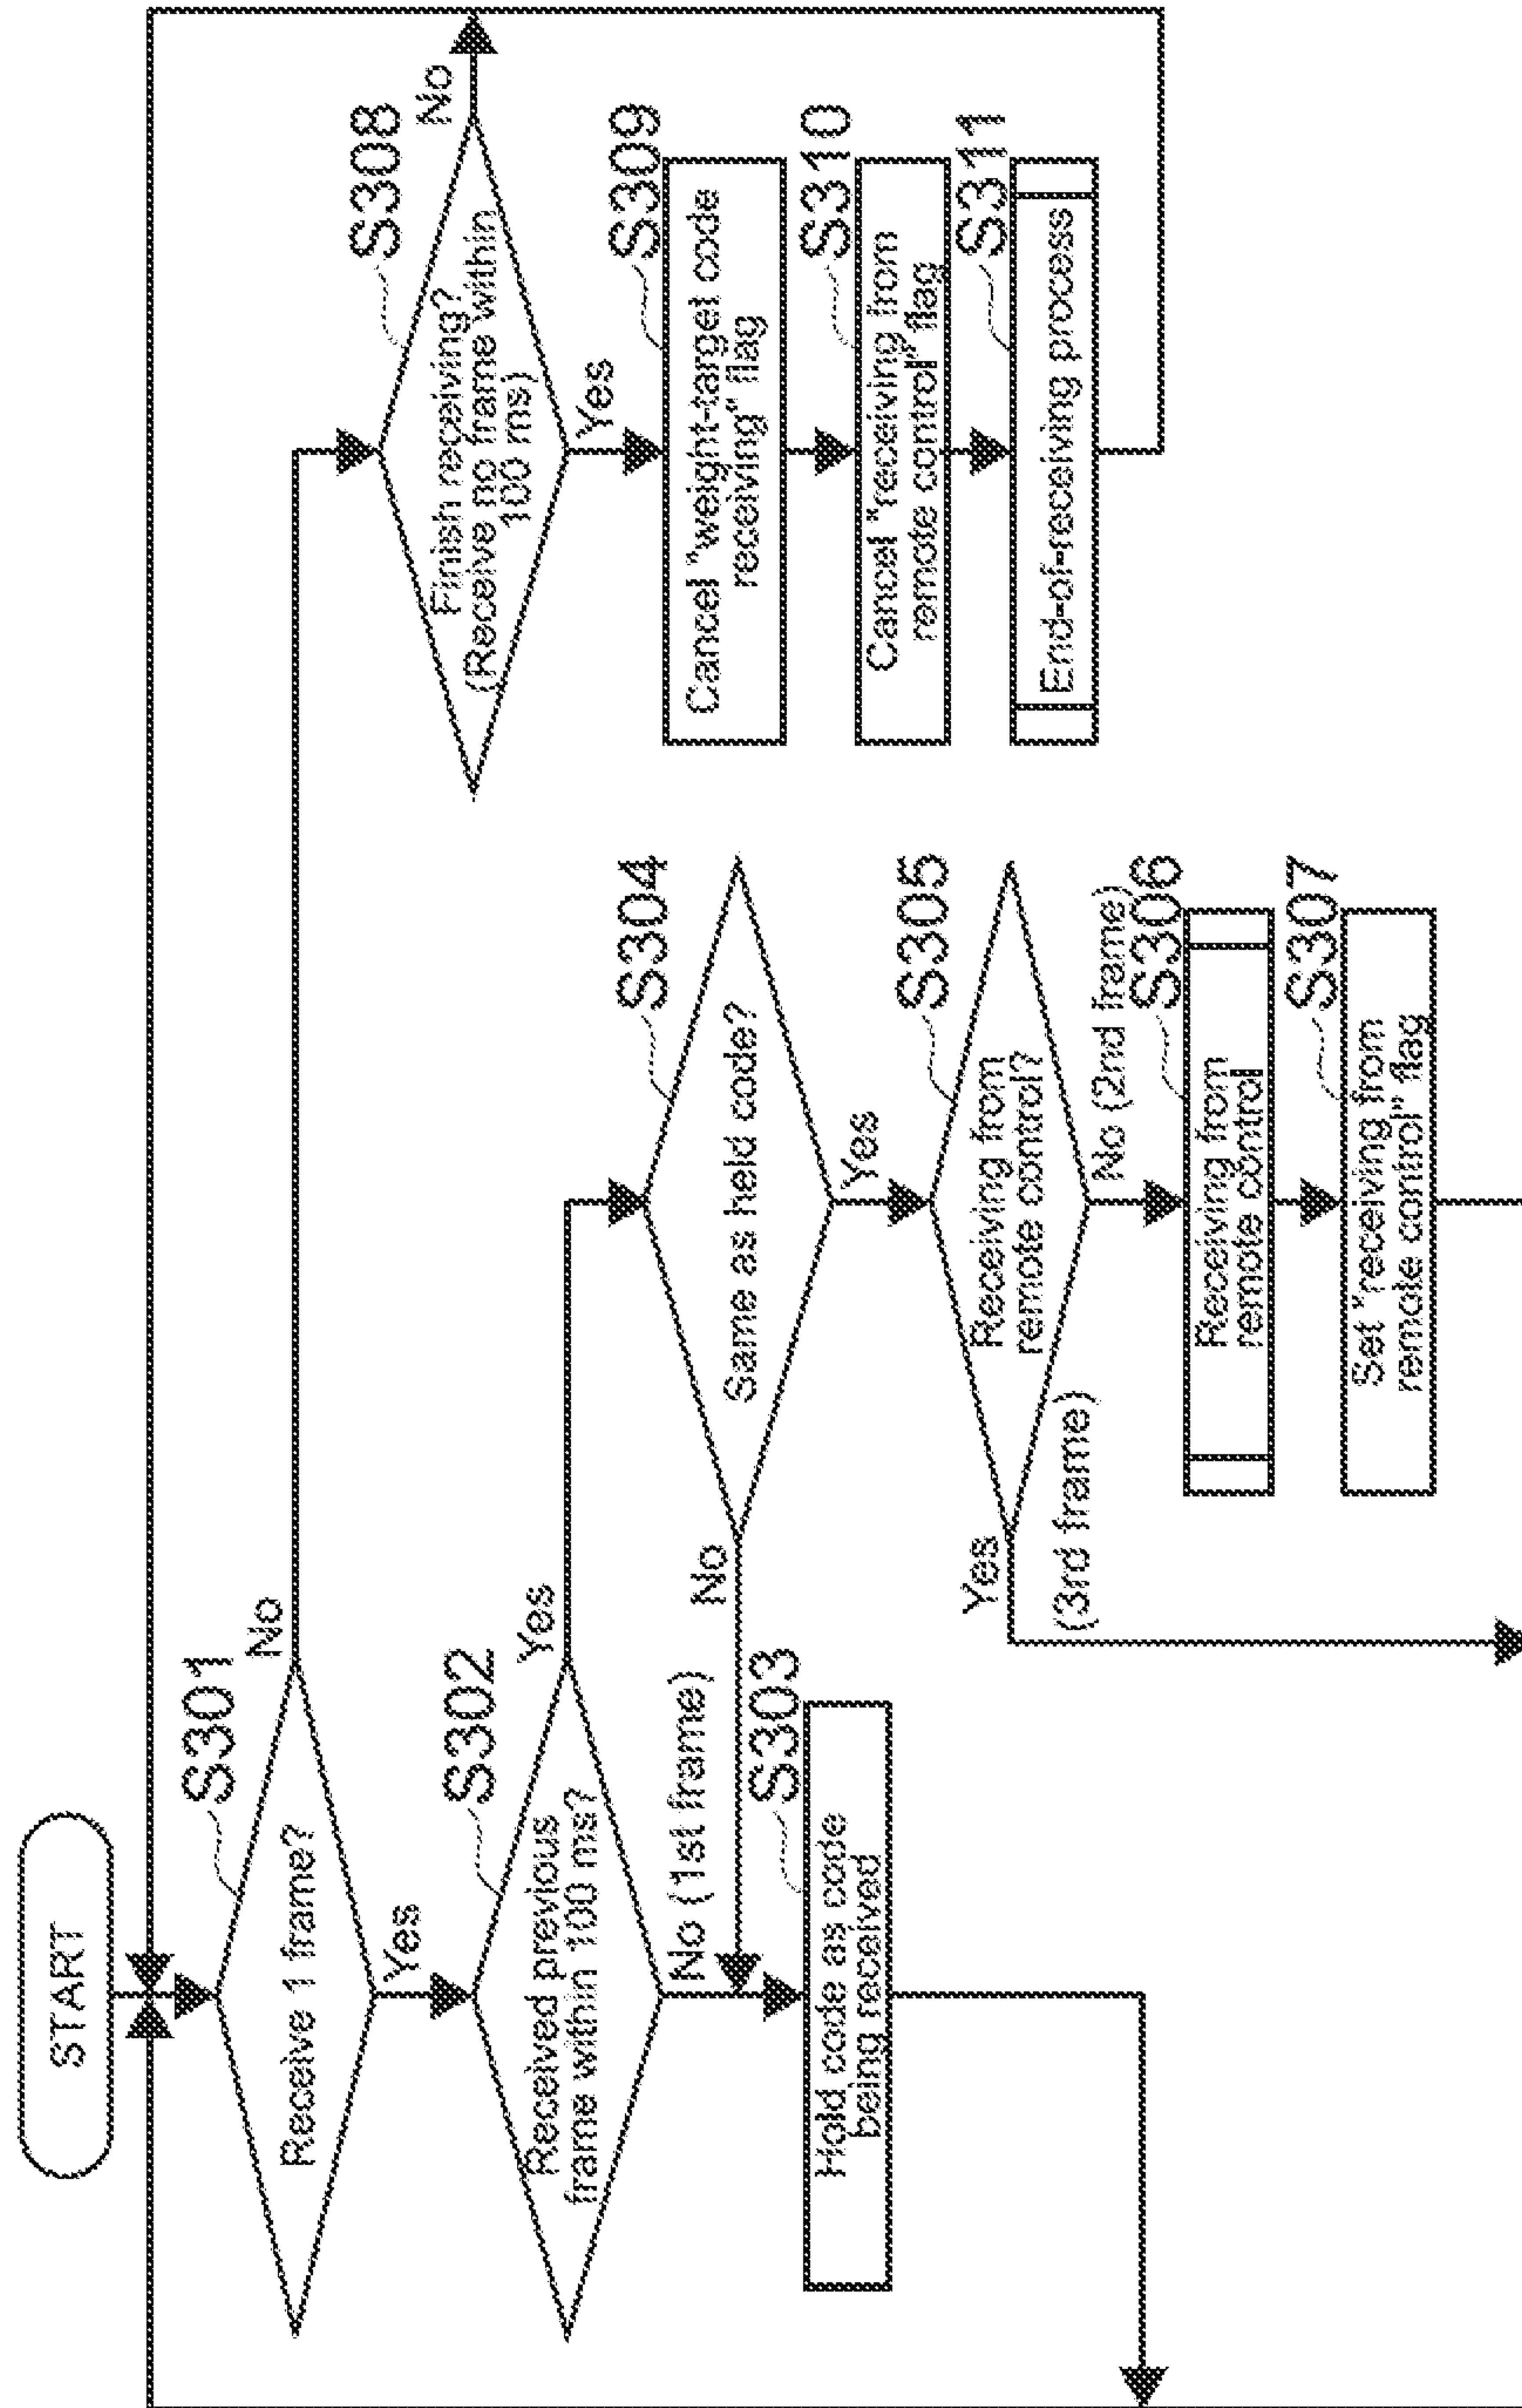 START
S301
Receive 1 frame?
No
Yes
S302
Received previous
frame within 100 ms?
Yes
No (1st frame)
S303
Hold code as code
being received
S304
Same as held code?
No
Yes
S305
Receiving from
remote control?
Yes
(3rd frame)
No (2nd frame)
S306
Receiving from
remote control
S307
Set "receiving from
remote control" flag
S308
Finish receiving?
(Receive no frame within
100 ms)
No
Yes
S309
Cancel "weight-target code
receiving" flag
S310
Cancel "receiving from
remote control" flag
S311
End-of-receiving process